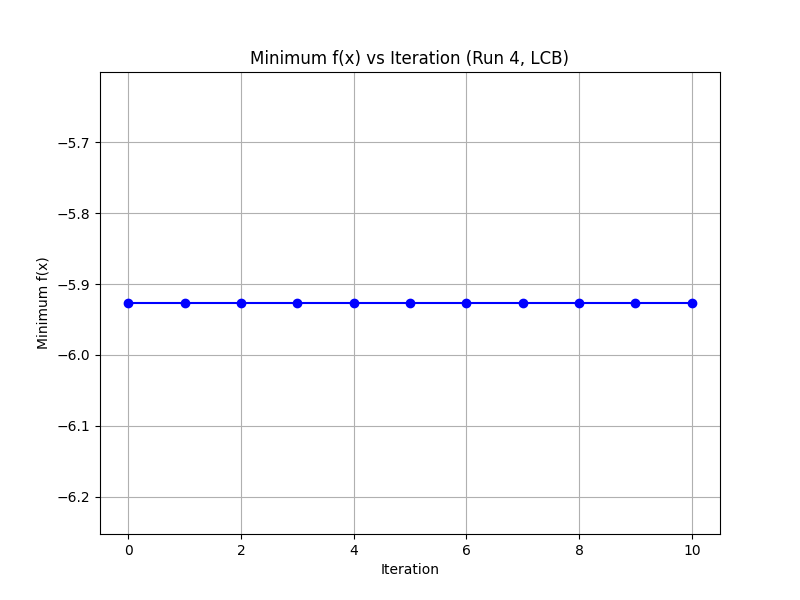 Minimum f(x) vs Iteration (Run 4, LCB)
Minimum f(x)
−5.7
−5.8
−5.9
−6.0
−6.1
−6.2
0 2 4 6 8 10
Iteration